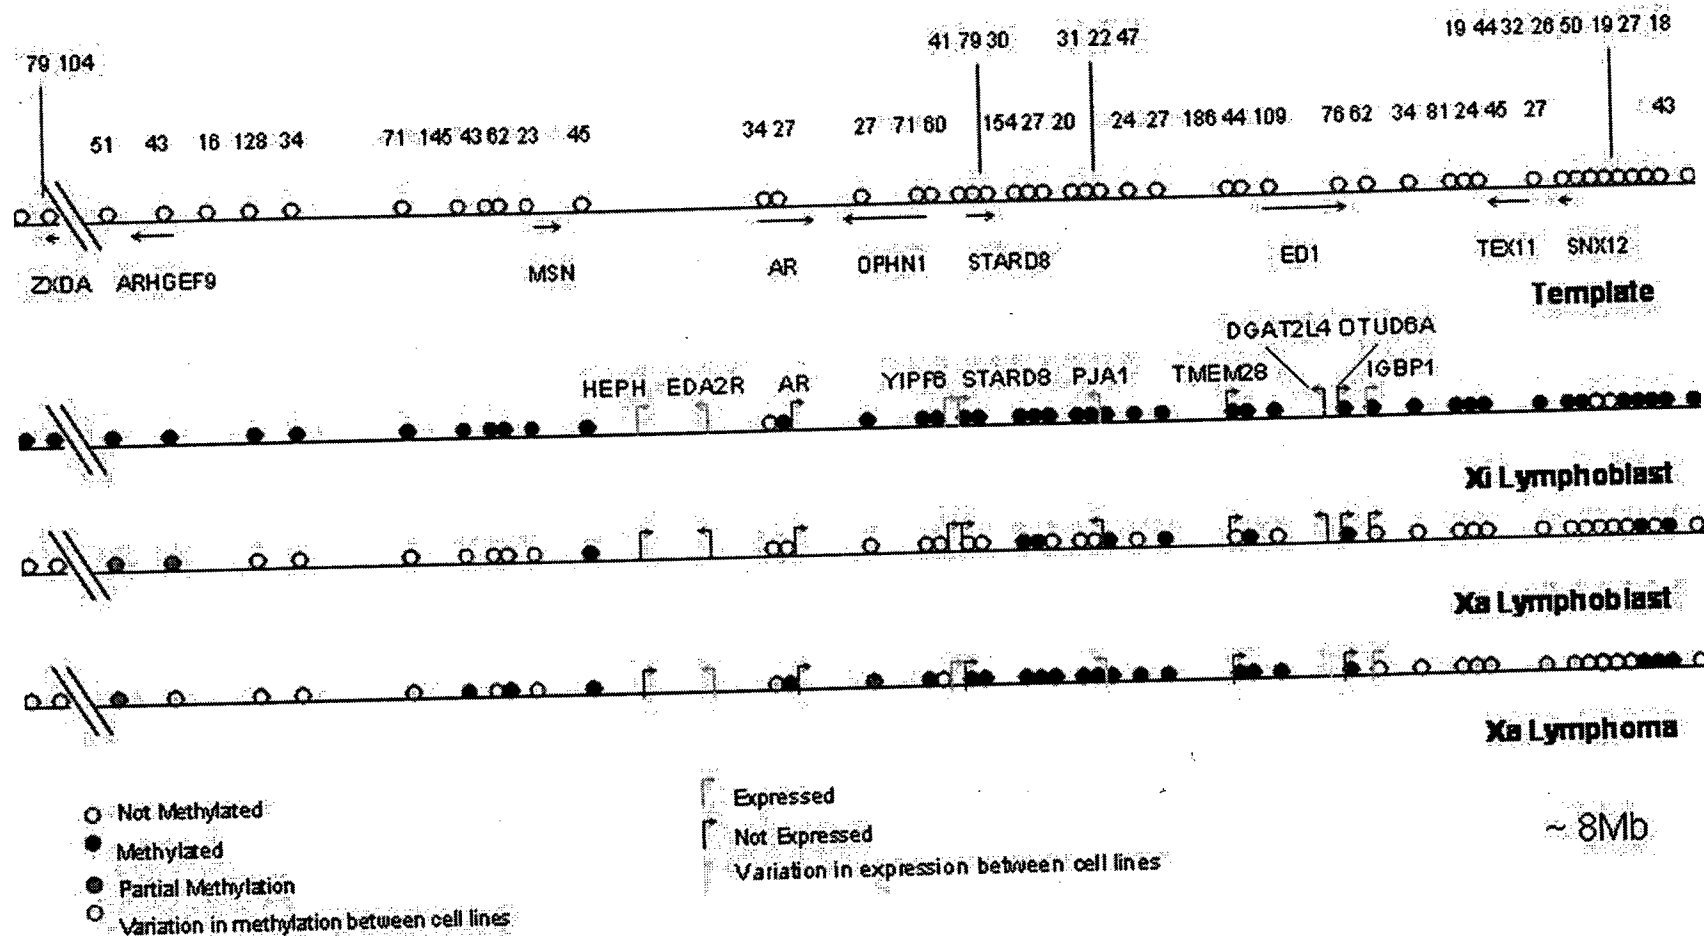 41 79 30 31 22 47 19 44 32 26 50 19 27 18
79 104
51 43 16 128 34 71 145 43 62 23 45 34 27 27 71 60 154 27 20 24 27 186 44 109 76 62 34 81 24 45 27 43
ZXDA ARHGEF9 MSN AR OPHN1 STARD8 ED1 TEX11 SNX12
Template
DGAT2L4 OTUD6A
HEPH EDA2R AR YIPF6 STARD8 PJA1 TMEM28 IGBP1
Xi Lymphoblast
Xa Lymphoblast
Xa Lymphoma
Not Methylated
Methylated
Partial Methylation
Variation in methylation between cell lines
Expressed
Not Expressed
Variation in expression between cell lines
~ 8Mb